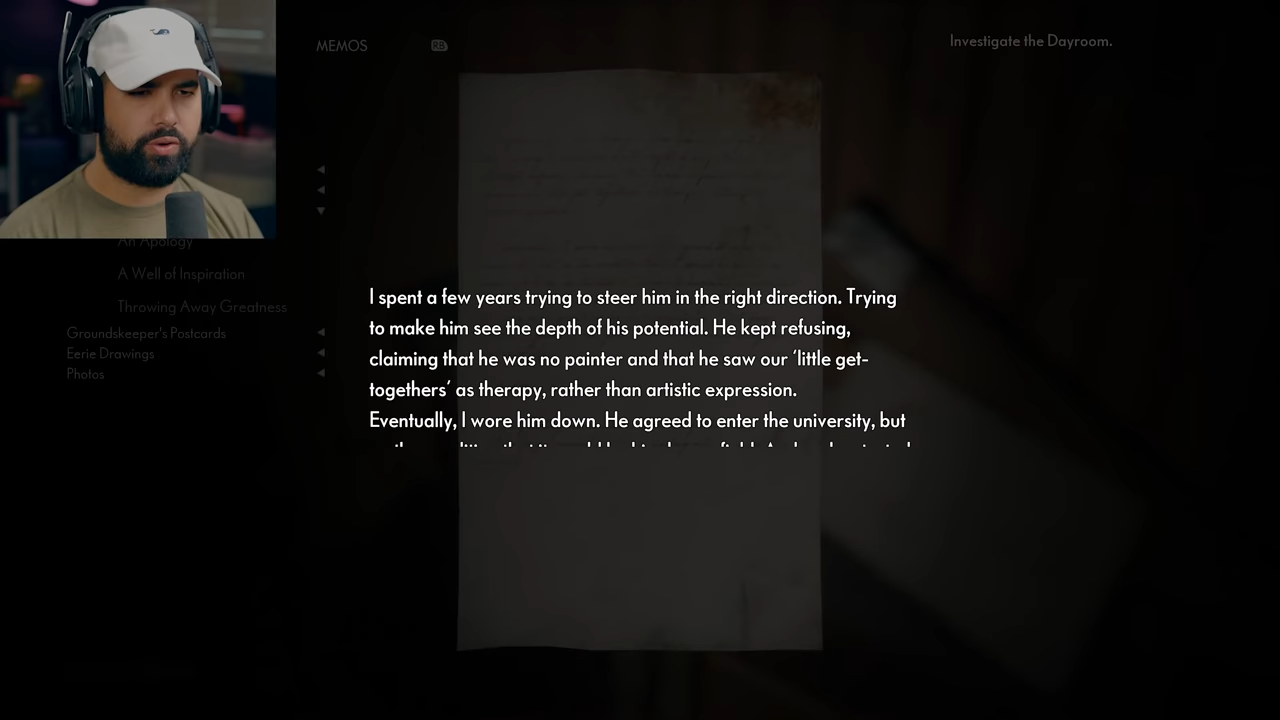 MEMOS
RB
Investigate the Dayroom.
An Apology
A Well of Inspiration
Throwing Away Greatness
Groundskeeper's Postcards
Eerie Drawings
Photos
I spent a few years trying to steer him in the right direction. Trying
to make him see the depth of his potential. He kept refusing,
claiming that he was no painter and that he saw our 'little get-
togethers' as therapy, rather than artistic expression.
Eventually, I wore him down. He agreed to enter the university, but